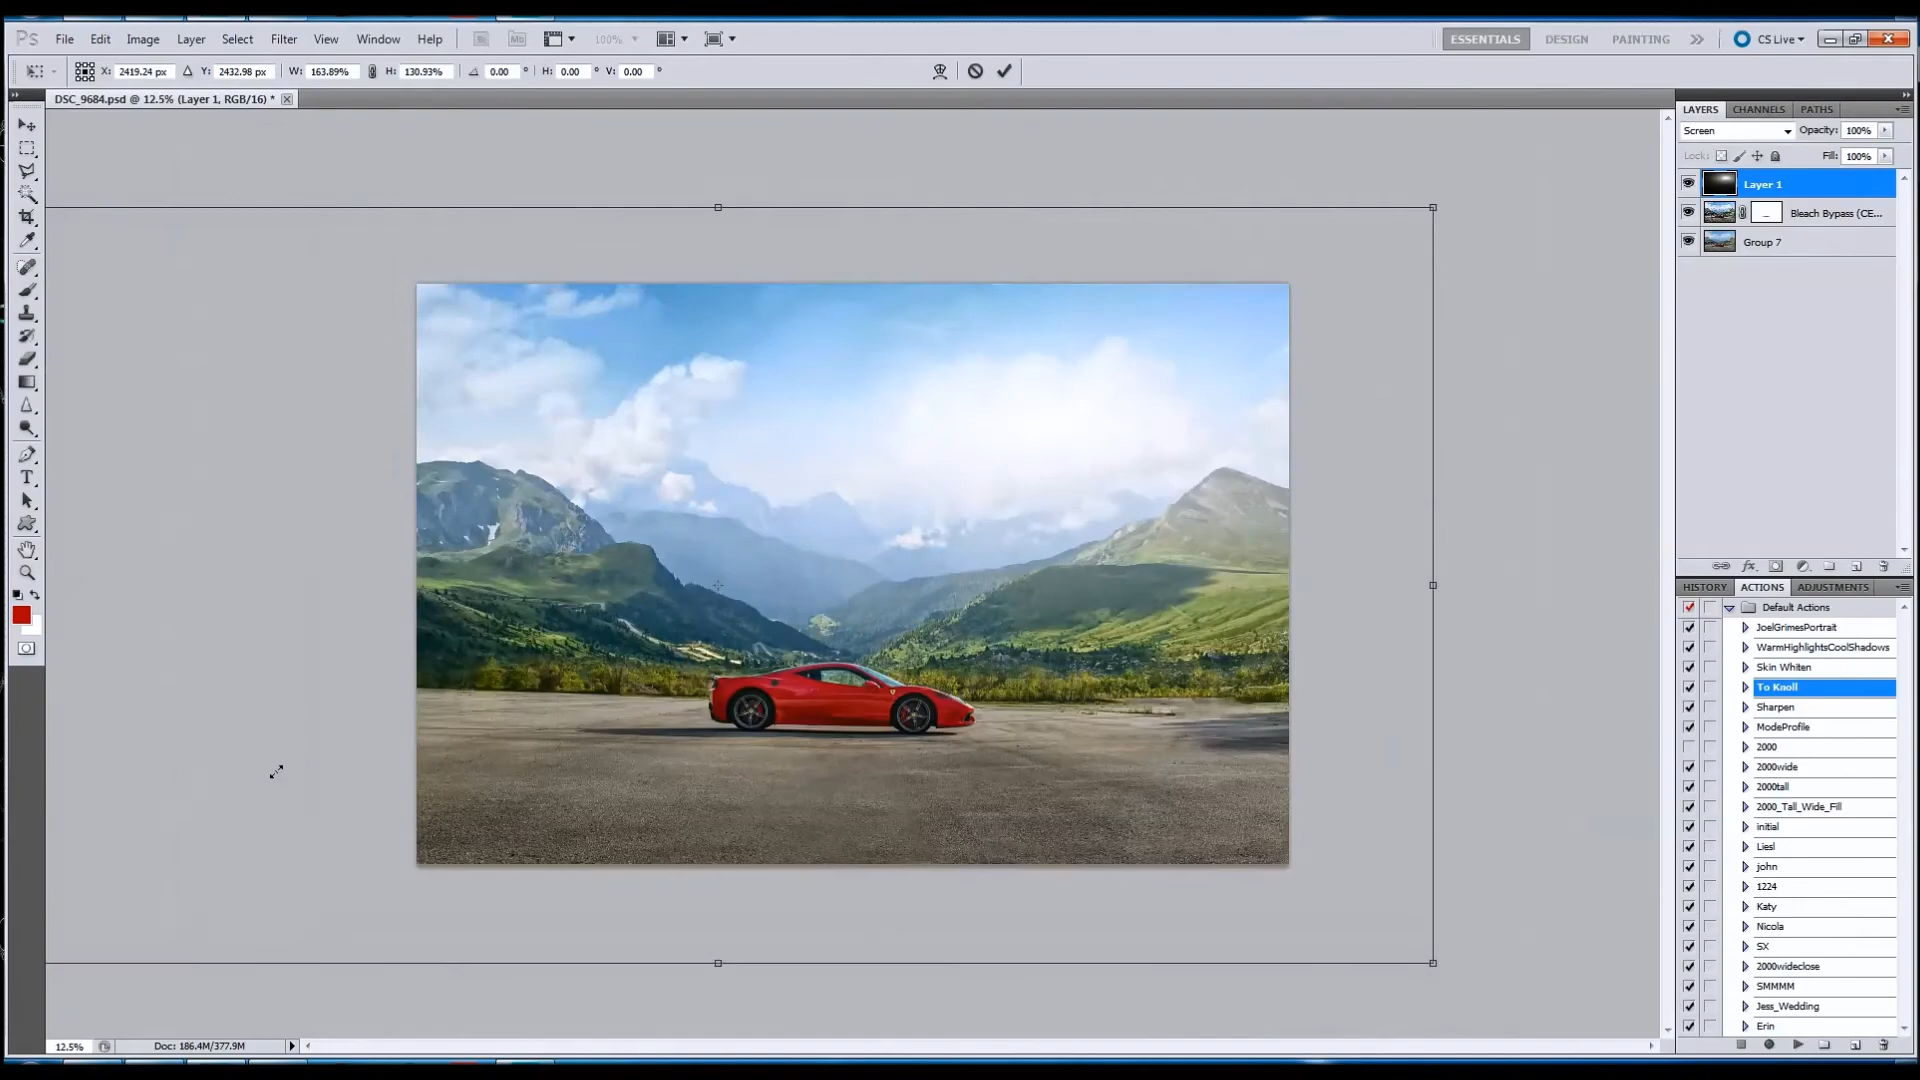 Ps File Edit Image Layer Select Filter View Window Help Br Mb 100% ESSENTIALS DESIGN PAINTING CS Live
X: 2419.24 px Y: 2432.98 px W: 163.89% H: 130.93% 0.00 ° H: 0.00 ° V: 0.00 °
DSC_9684.psd @ 12.5% (Layer 1, RGB/16) *
LAYERS CHANNELS PATHS
Screen Opacity: 100%
Lock: Fill: 100%
Layer 1
Bleach Bypass (CE...
Group 7
HISTORY ACTIONS ADJUSTMENTS
Default Actions
JoelGrimesPortrait
WarmHighlightsCoolShadows
Skin Whiten
To Knoll
Sharpen
ModeProfile
2000
2000wide
2000tall
2000_Tall_Wide_Fill
initial
Liesl
john
1224
Katy
Nicola
SX
2000wideclose
SMMMM
Jess_Wedding
Erin
12.5% Doc: 186.4M/377.9M